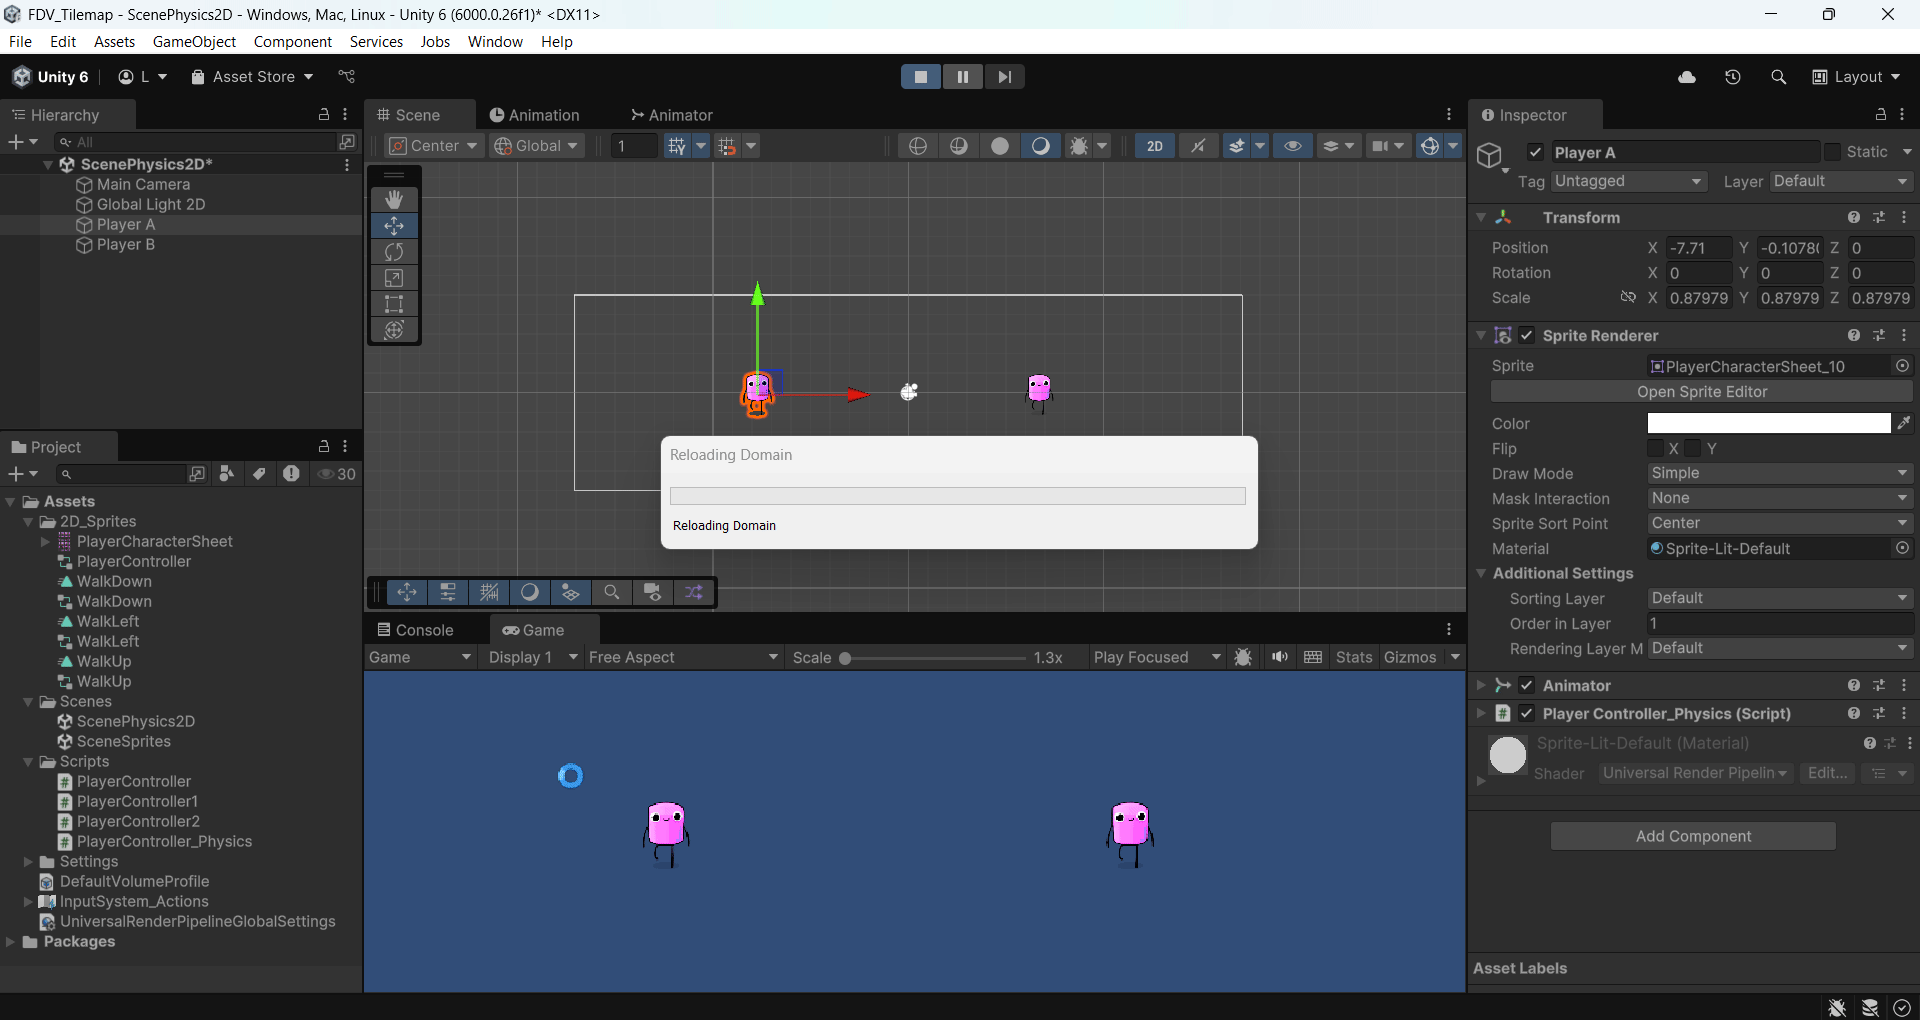 FDV_Tilemap - ScenePhysics2D - Windows, Mac, Linux - Unity 6 (6000.0.26f1)* <DX11>
File Edit Assets GameObject Component Services Jobs Window Help
Unity 6 L Asset Store Layout
Hierarchy
All
ScenePhysics2D*
Main Camera
Global Light 2D
Player A
Player B
Project
30
Assets
2D_Sprites
PlayerCharacterSheet
PlayerController
WalkDown
WalkDown
WalkLeft
WalkLeft
WalkUp
WalkUp
Scenes
ScenePhysics2D
SceneSprites
Scripts
PlayerController
PlayerController1
PlayerController2
PlayerController_Physics
Settings
DefaultVolumeProfile
InputSystem_Actions
UniversalRenderPipelineGlobalSettings
Packages
Scene Animation Animator
Center Global 1 2D
Reloading Domain
Reloading Domain
Console Game
Game Display 1 Free Aspect Scale 1.3x Play Focused Stats Gizmos
Inspector
Player A Static
Tag Untagged Layer Default
Transform
Position X -7.71 Y -0.1078( Z 0
Rotation X 0 Y 0 Z 0
Scale X 0.87979 Y 0.87979 Z 0.87979
Sprite Renderer
Sprite PlayerCharacterSheet_10
Open Sprite Editor
Color
Flip X Y
Draw Mode Simple
Mask Interaction None
Sprite Sort Point Center
Material Sprite-Lit-Default
Additional Settings
Sorting Layer Default
Order in Layer 1
Rendering Layer M Default
Animator
Player Controller_Physics (Script)
Sprite-Lit-Default (Material)
Shader Universal Render Pipelin Edit...
Add Component
Asset Labels